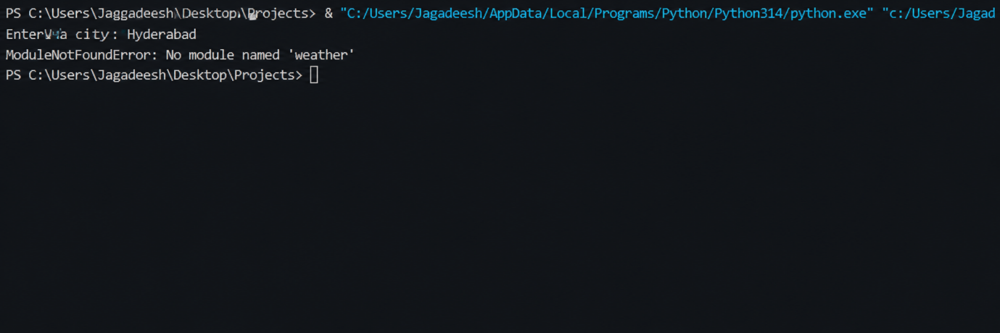 PS C:\Users\Jaggadeesh\Desktop\Projects> & "C:/Users/Jagadeesh/AppData/Local/Programs/Python/Python314/python.exe" "c:/Users/Jagad
Enter a city: Hyderabad
ModuleNotFoundError: No module named 'weather'
PS C:\Users\Jagadeesh\Desktop\Projects>